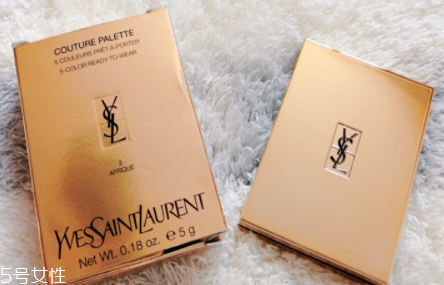 COUTURE PALETTE
5 COULEURS PRÊT-À-PORTER
5-COLOR READY-TO-WEAR
YSL
3
AFRIQUE
YVESSAINTLAURENT
Net Wt. 0.18 oz. ℮ 5 g
YSL
5号女性